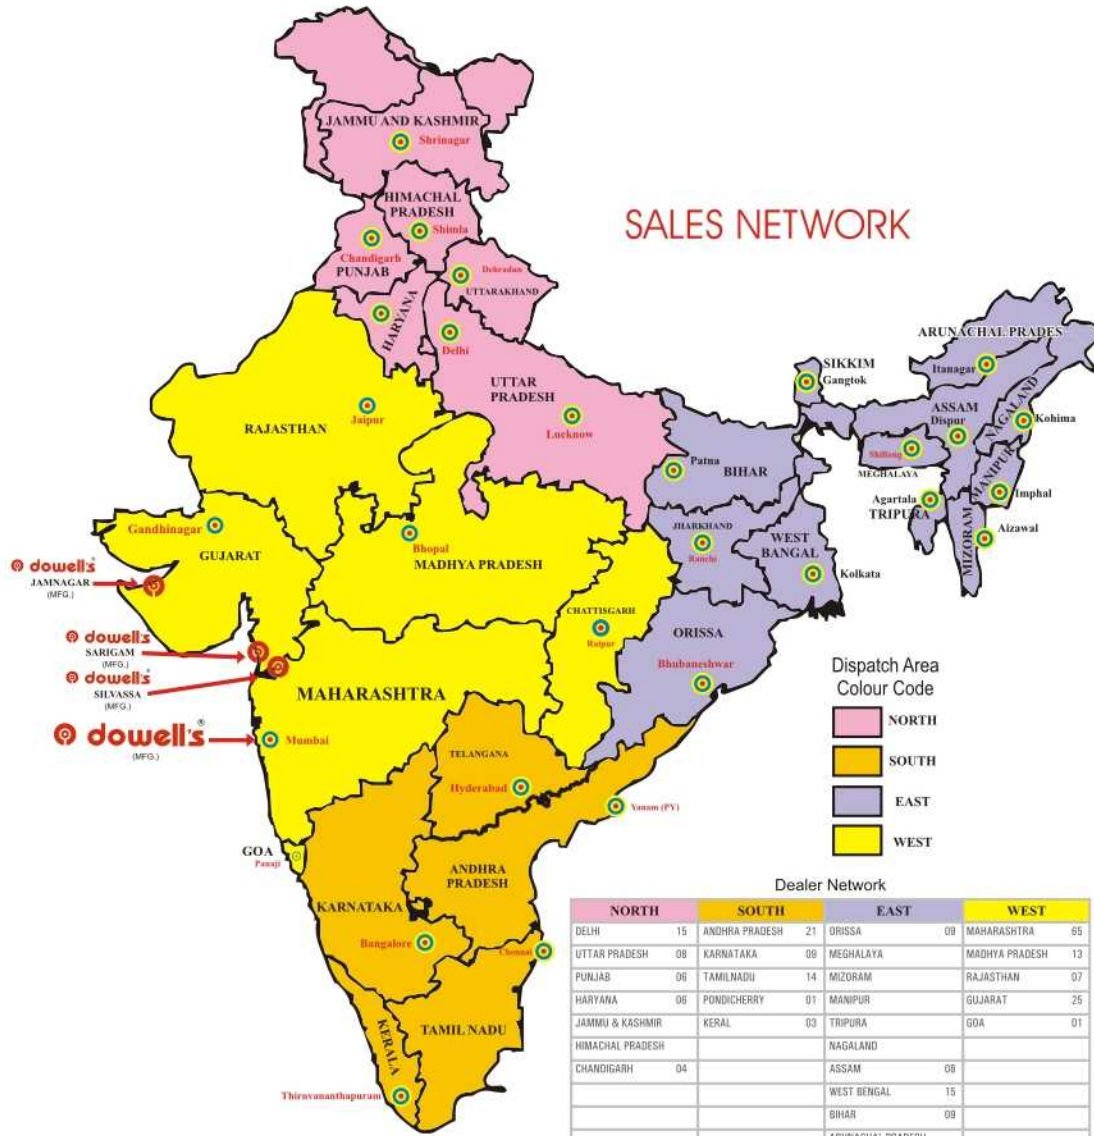 SALES NETWORK
JAMMU AND KASHMIR
Shrinagar
HIMACHAL
PRADESH
Shimla
Chandigarh
PUNJAB
Dehradun
UTTARAKHAND
HARYANA
Delhi
UTTAR
PRADESH
Lucknow
RAJASTHAN
Jaipur
ARUNACHAL PRADES
Itanagar
SIKKIM
Gangtok
ASSAM
Dispur
NAGALAND
Kohima
Shillong
MEGHALAYA
MANIPUR
Imphal
Agartala
TRIPURA
MIZORAM
Aizawal
Patna
BIHAR
JHARKHAND
Ranchi
WEST
BANGAL
Kolkata
Gandhinagar
GUJARAT
Bhopal
MADHYA PRADESH
dowell's®
JAMNAGAR
(MFG.)
dowell's®
SARIGAM
(MFG.)
dowell's®
SILVASSA
(MFG.)
dowell's®
(MFG.)
Mumbai
MAHARASHTRA
CHATTISGARH
Raipur
ORISSA
Bhubaneshwar
TELANGANA
Hyderabad
Yanam (PY)
GOA
Panaji
ANDHRA
PRADESH
KARNATAKA
Bangalore
Chennai
KERALA
TAMIL NADU
Thiruvananthapuram
Dispatch Area
Colour Code
NORTH
SOUTH
EAST
WEST
Dealer Network
NORTH SOUTH EAST WEST
DELHI 15 ANDHRA PRADESH 21 ORISSA 09 MAHARASHTRA 65
UTTAR PRADESH 08 KARNATAKA 09 MEGHALAYA MADHYA PRADESH 13
PUNJAB 06 TAMILNADU 14 MIZORAM RAJASTHAN 07
HARYANA 06 PONDICHERRY 01 MANIPUR GUJARAT 25
JAMMU & KASHMIR KERAL 03 TRIPURA GOA 01
HIMACHAL PRADESH NAGALAND
CHANDIGARH 04 ASSAM 08
WEST BENGAL 15
BIHAR 09
ARUNACHAL PRADESH